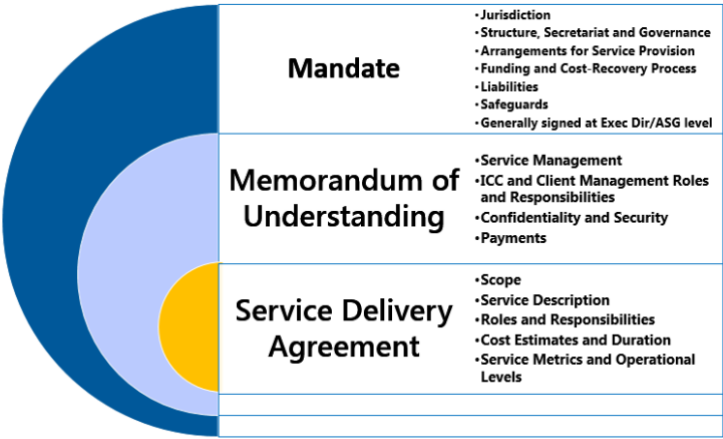 Mandate
•Jurisdiction
•Structure, Secretariat and Governance
•Arrangements for Service Provision
•Funding and Cost-Recovery Process
•Liabilities
•Safeguards
•Generally signed at Exec Dir/ASG level
Memorandum of
Understanding
•Service Management
•ICC and Client Management Roles
and Responsibilities
•Confidentiality and Security
•Payments
Service Delivery
Agreement
•Scope
•Service Description
•Roles and Responsibilities
•Cost Estimates and Duration
•Service Metrics and Operational
Levels